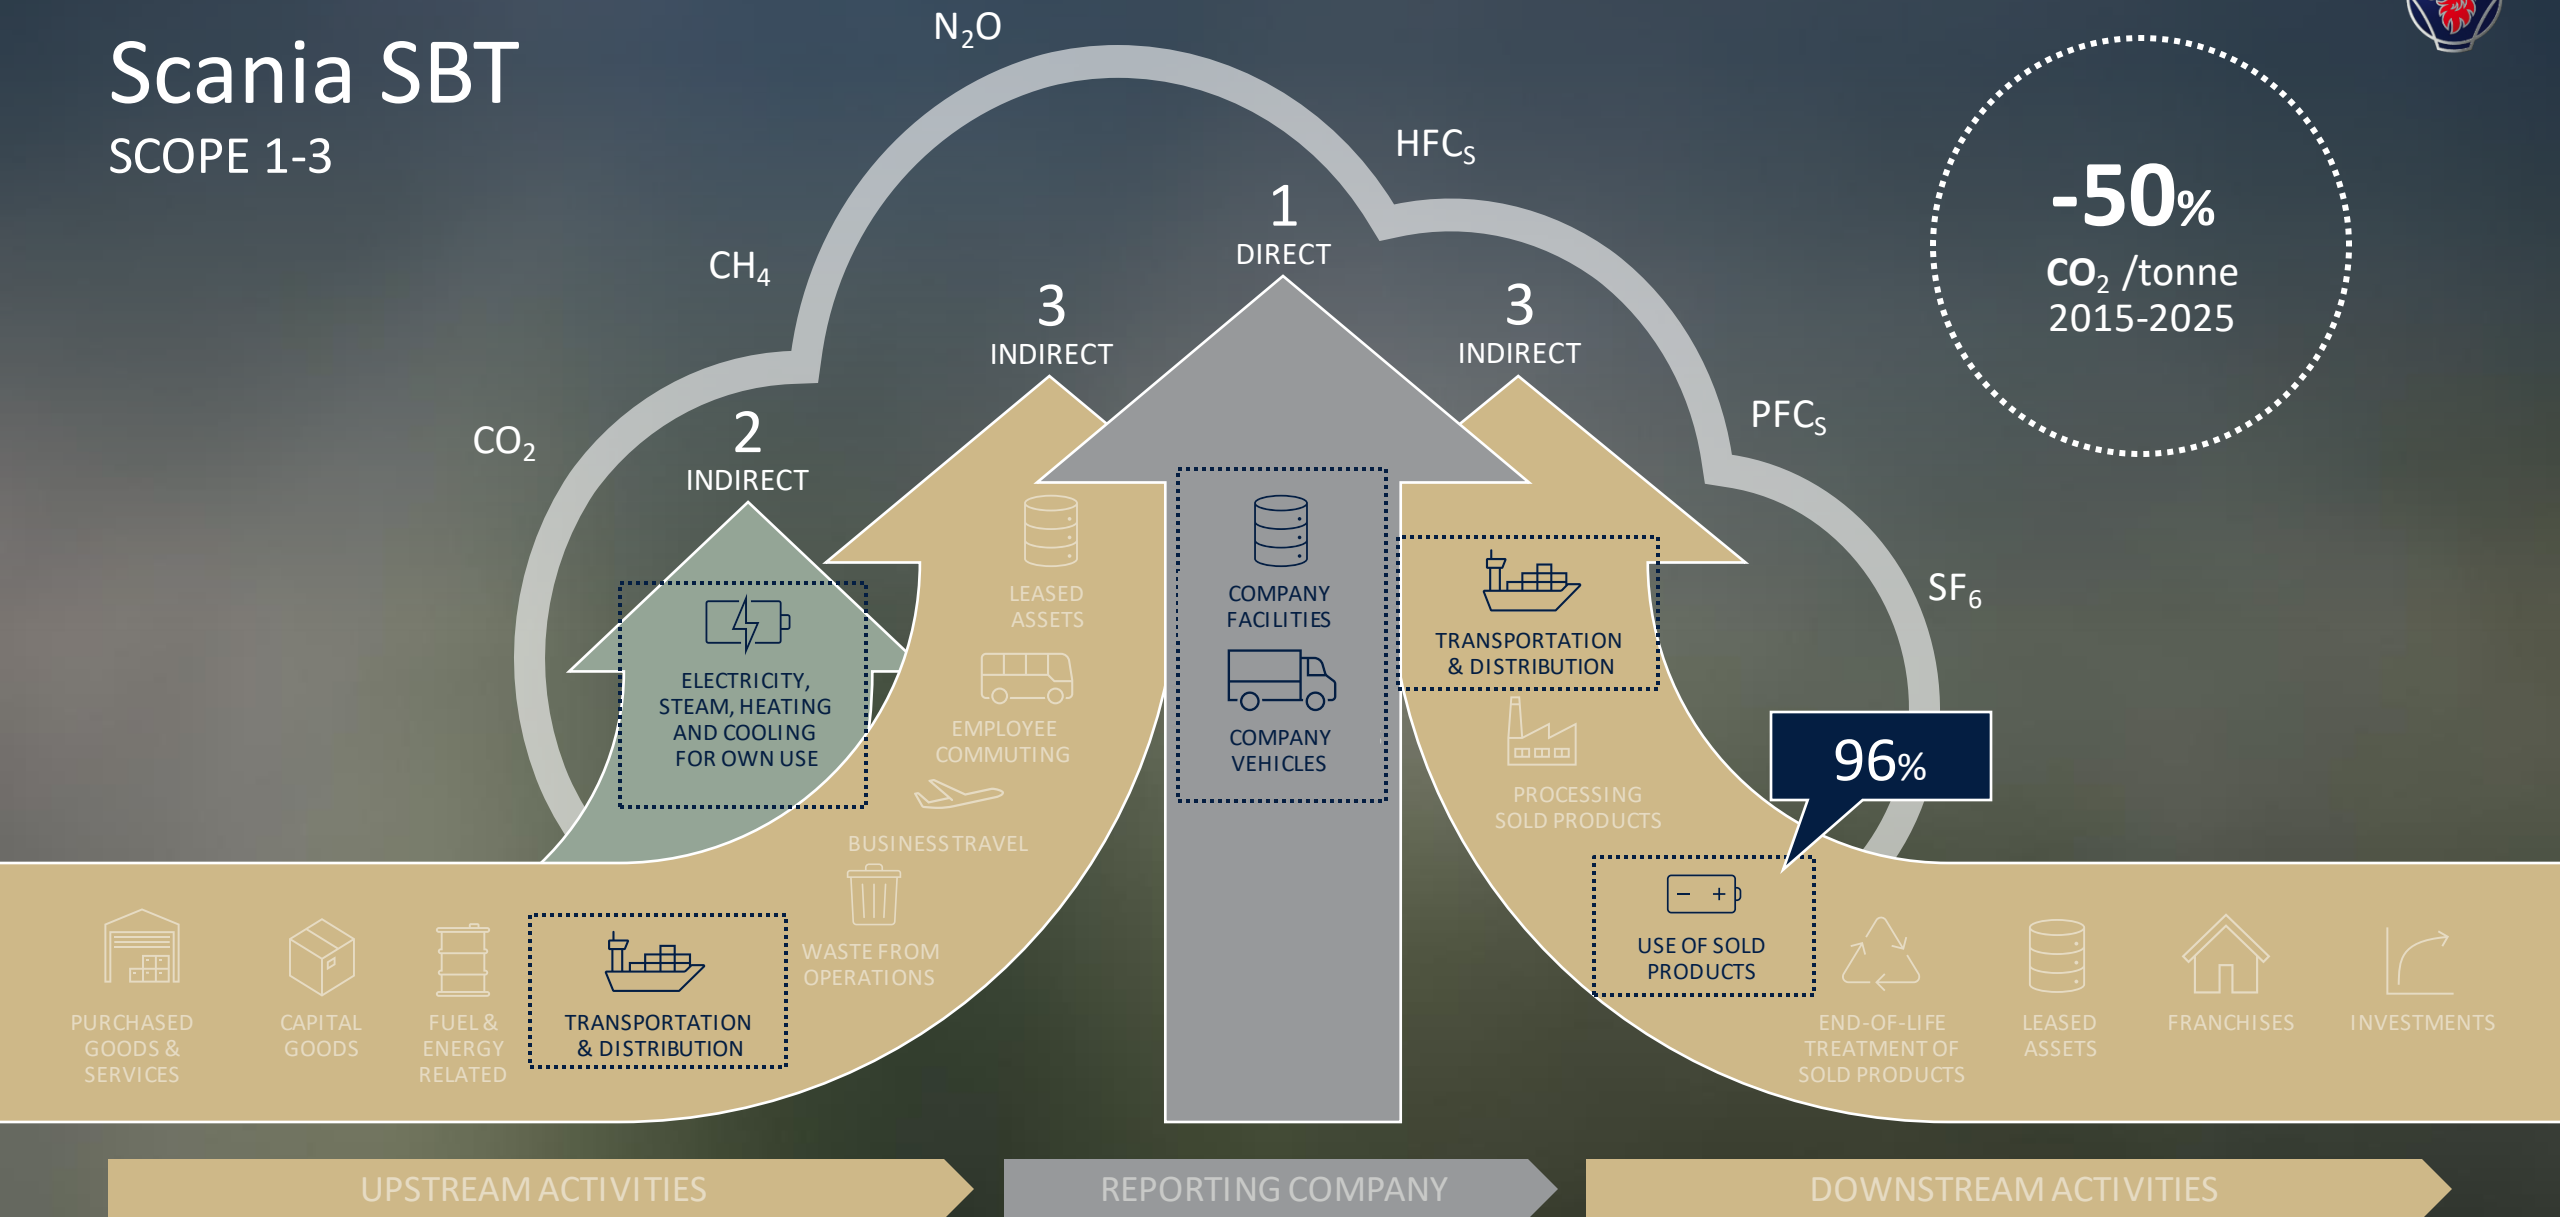 Scania SBT
SCOPE 1-3
N₂O
HFCS
CH₄
CO₂
PFCS
SF₆
-50%
CO₂ /tonne
2015-2025
1
DIRECT
3
INDIRECT
3
INDIRECT
2
INDIRECT
ELECTRICITY,
STEAM, HEATING
AND COOLING
FOR OWN USE
LEASED
ASSETS
EMPLOYEE
COMMUTING
BUSINESS TRAVEL
WASTE FROM
OPERATIONS
COMPANY
FACILITIES
COMPANY
VEHICLES
TRANSPORTATION
& DISTRIBUTION
PROCESSING
SOLD PRODUCTS
96%
USE OF SOLD
PRODUCTS
PURCHASED
GOODS &
SERVICES
CAPITAL
GOODS
FUEL &
ENERGY
RELATED
TRANSPORTATION
& DISTRIBUTION
END-OF-LIFE
TREATMENT OF
SOLD PRODUCTS
LEASED
ASSETS
FRANCHISES
INVESTMENTS
UPSTREAM ACTIVITIES
REPORTING COMPANY
DOWNSTREAM ACTIVITIES